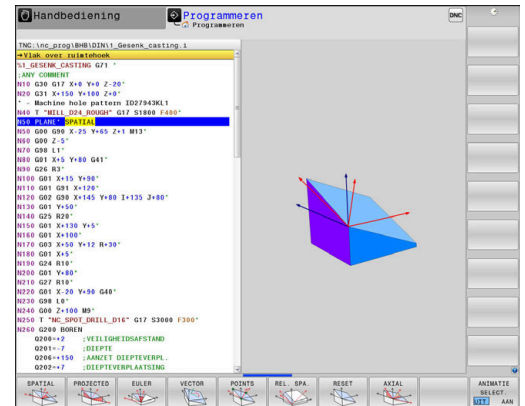 Handbediening
Programmeren
Programmeren
DNC
TNC:\nc_prog\BHB\DIN\1_Gesenk_casting.i
→Vlak over ruimtehoek
%1_GESENK_CASTING G71 *
;ANY COMMENT
N10 G30 G17 X+0 Y+0 Z-20*
N20 G31 X+150 Y+100 Z+0*
* - Machine hole pattern ID27943KL1
N40 T "MILL_D24_ROUGH" G17 S1800 F400*
N50 PLANE* SPATIAL
N50 G00 G90 X-25 Y+65 Z+1 M13*
N60 G00 Z-5*
N70 G98 L1*
N80 G01 X+5 Y+80 G41*
N90 G26 R3*
N100 G01 X+15 Y+90*
N110 G01 G91 X+120*
N120 G02 G90 X+145 Y+80 I+135 J+80*
N130 G01 Y+50*
N140 G25 R20*
N150 G01 X+130 Y+5*
N160 G01 X+100*
N170 G03 X+50 Y+12 R+30*
N180 G01 X+5*
N190 G24 R10*
N200 G01 Y+80*
N210 G27 R10*
N220 G01 X-20 Y+90 G40*
N230 G98 L0*
N240 G00 Z+100 M9*
N250 T "NC_SPOT_DRILL_D16" G17 S3000 F300*
N260 G200 BOREN
Q200=+2 ;VEILIGHEIDSAFSTAND
Q201=-7 ;DIEPTE
Q206=+150 ;AANZET DIEPTEVERPL.
Q202=+7 ;DIEPTEVERPLAATSING
SPATIAL
PROJECTED
EULER
VECTOR
POINTS
REL. SPA.
RESET
AXIAL
ANIMATIE
SELECT.
UIT AAN